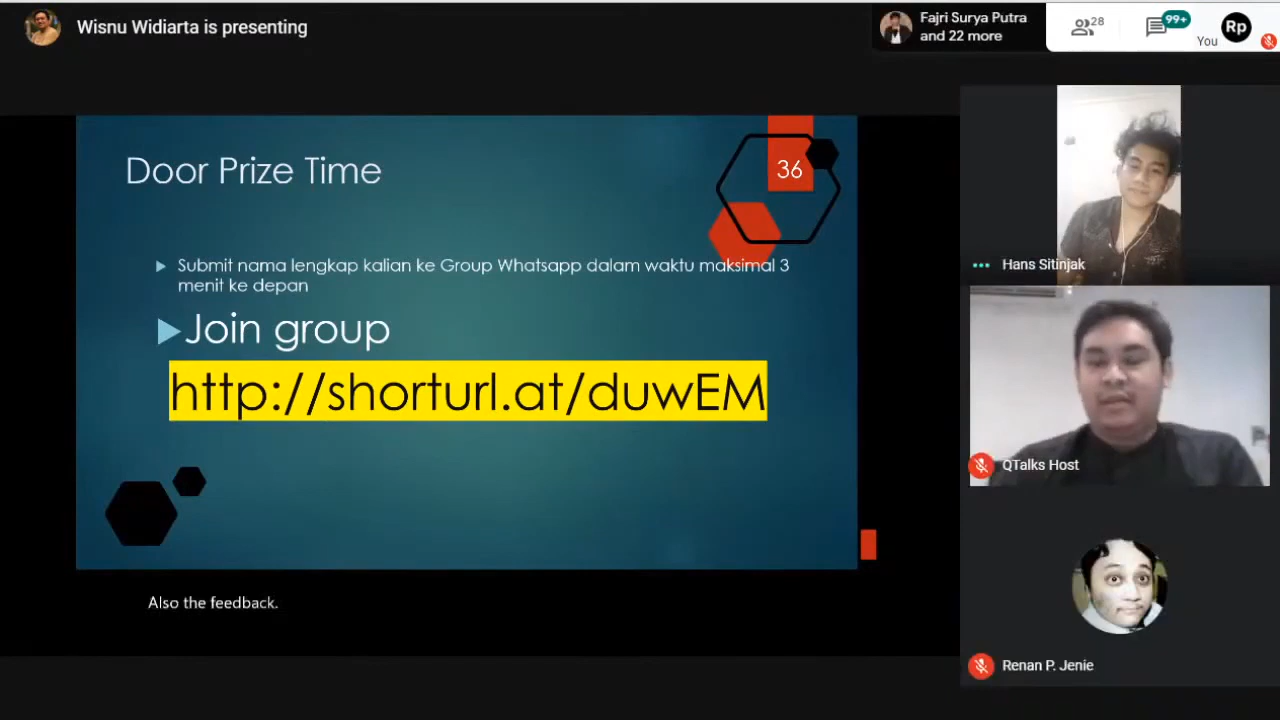 Wisnu Widiarta is presenting
Fajri Surya Putra
and 22 more
28
99+
You
Rp
Door Prize Time
36
Submit nama lengkap kalian ke Group Whatsapp dalam waktu maksimal 3
menit ke depan
Join group
http://shorturl.at/duwEM
Also the feedback.
Hans Sitinjak
QTalks Host
Renan P. Jenie